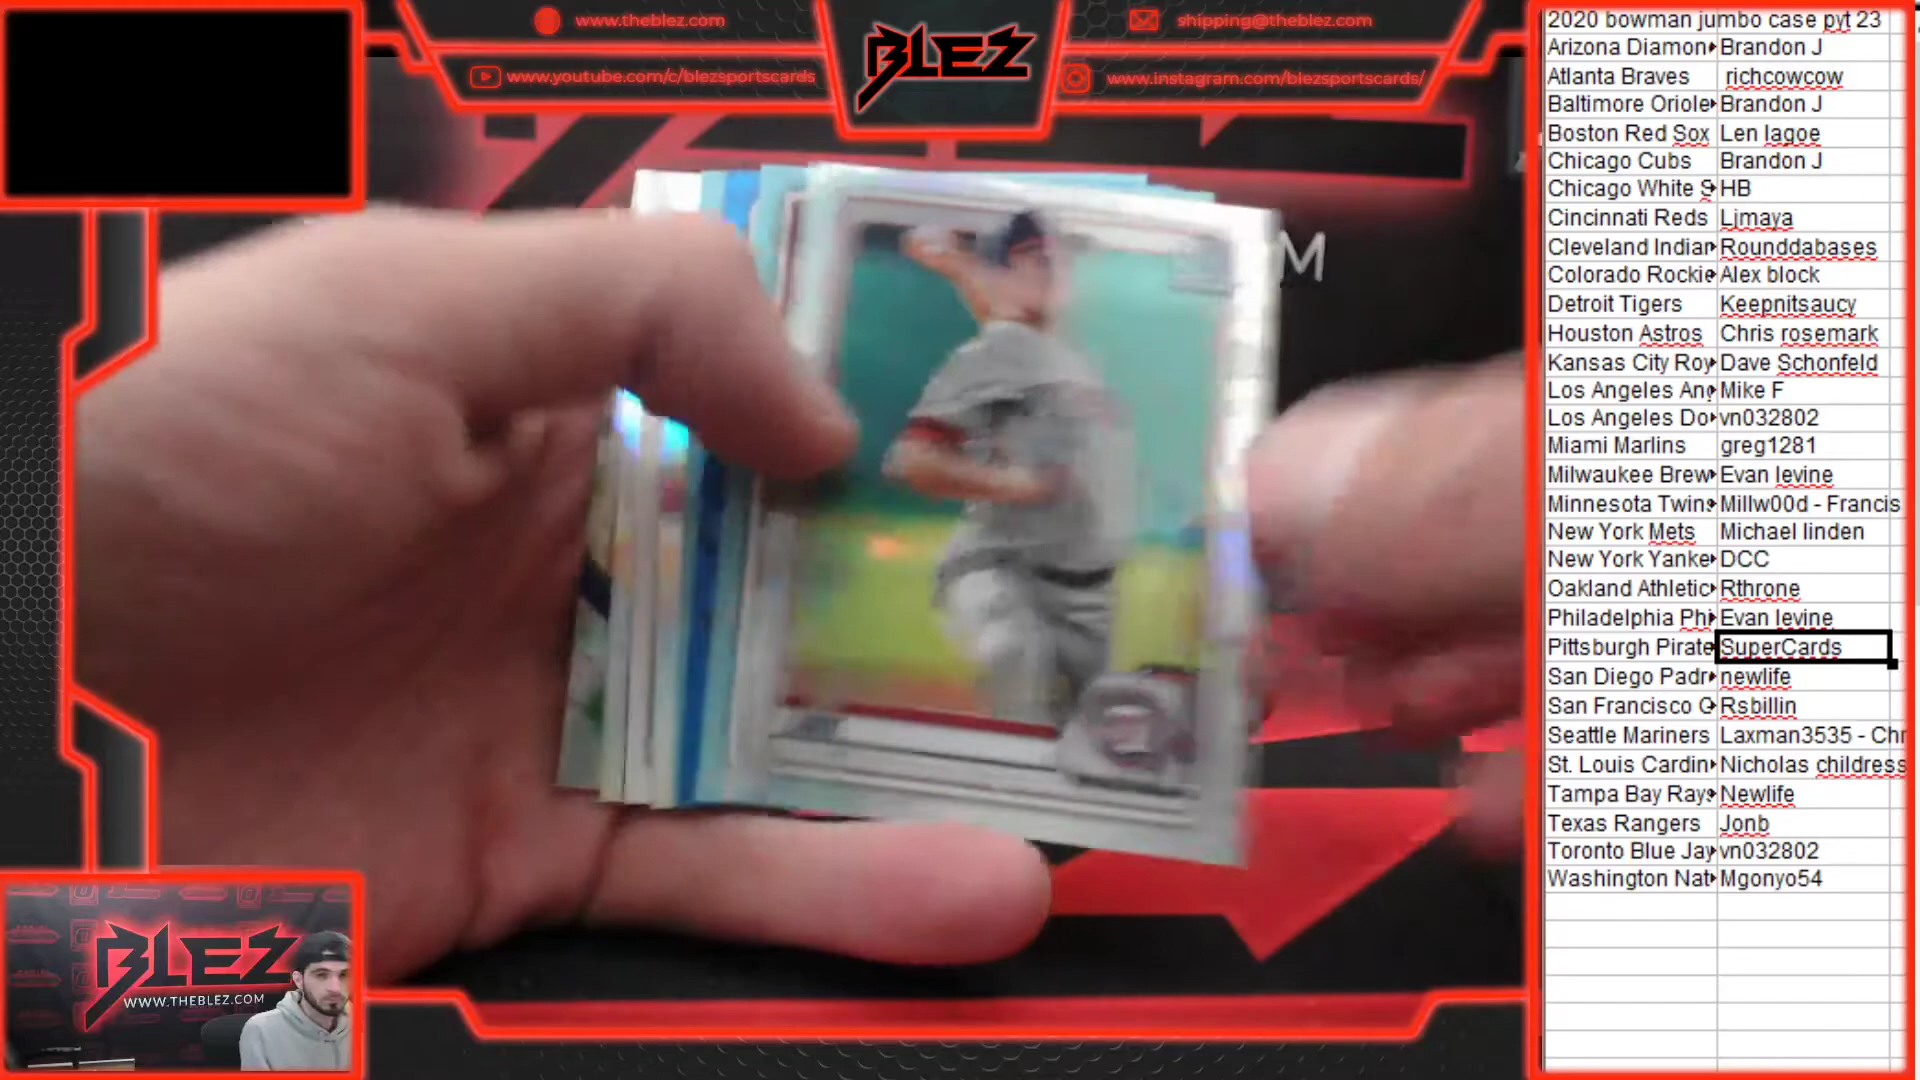 www.theblez.com
shipping@theblez.com
BLEZ
www.youtube.com/c/blezsportscards
www.instagram.com/blezsportscards/
M
BLEZ
WWW.THEBLEZ.COM
2020 bowman jumbo case pyt 23
Arizona Diamon Brandon J
Atlanta Braves richcowcow
Baltimore Oriole Brandon J
Boston Red Sox Len lagoe
Chicago Cubs Brandon J
Chicago White S HB
Cincinnati Reds Ljmaya
Cleveland Indian Rounddabases
Colorado Rockie Alex block
Detroit Tigers Keepnitsaucy
Houston Astros Chris rosemark
Kansas City Roy Dave Schonfeld
Los Angeles Ang Mike F
Los Angeles Do vn032802
Miami Marlins greg1281
Milwaukee Brew Evan levine
Minnesota Twins Millw00d - Francis
New York Mets Michael linden
New York Yanke DCC
Oakland Athletic Rthrone
Philadelphia Phi Evan levine
Pittsburgh Pirate SuperCards
San Diego Padr newlife
San Francisco G Rsbillin
Seattle Mariners Laxman3535 - Chr
St. Louis Cardin Nicholas childress
Tampa Bay Rays Newlife
Texas Rangers Jonb
Toronto Blue Jay vn032802
Washington Nat Mgonyo54